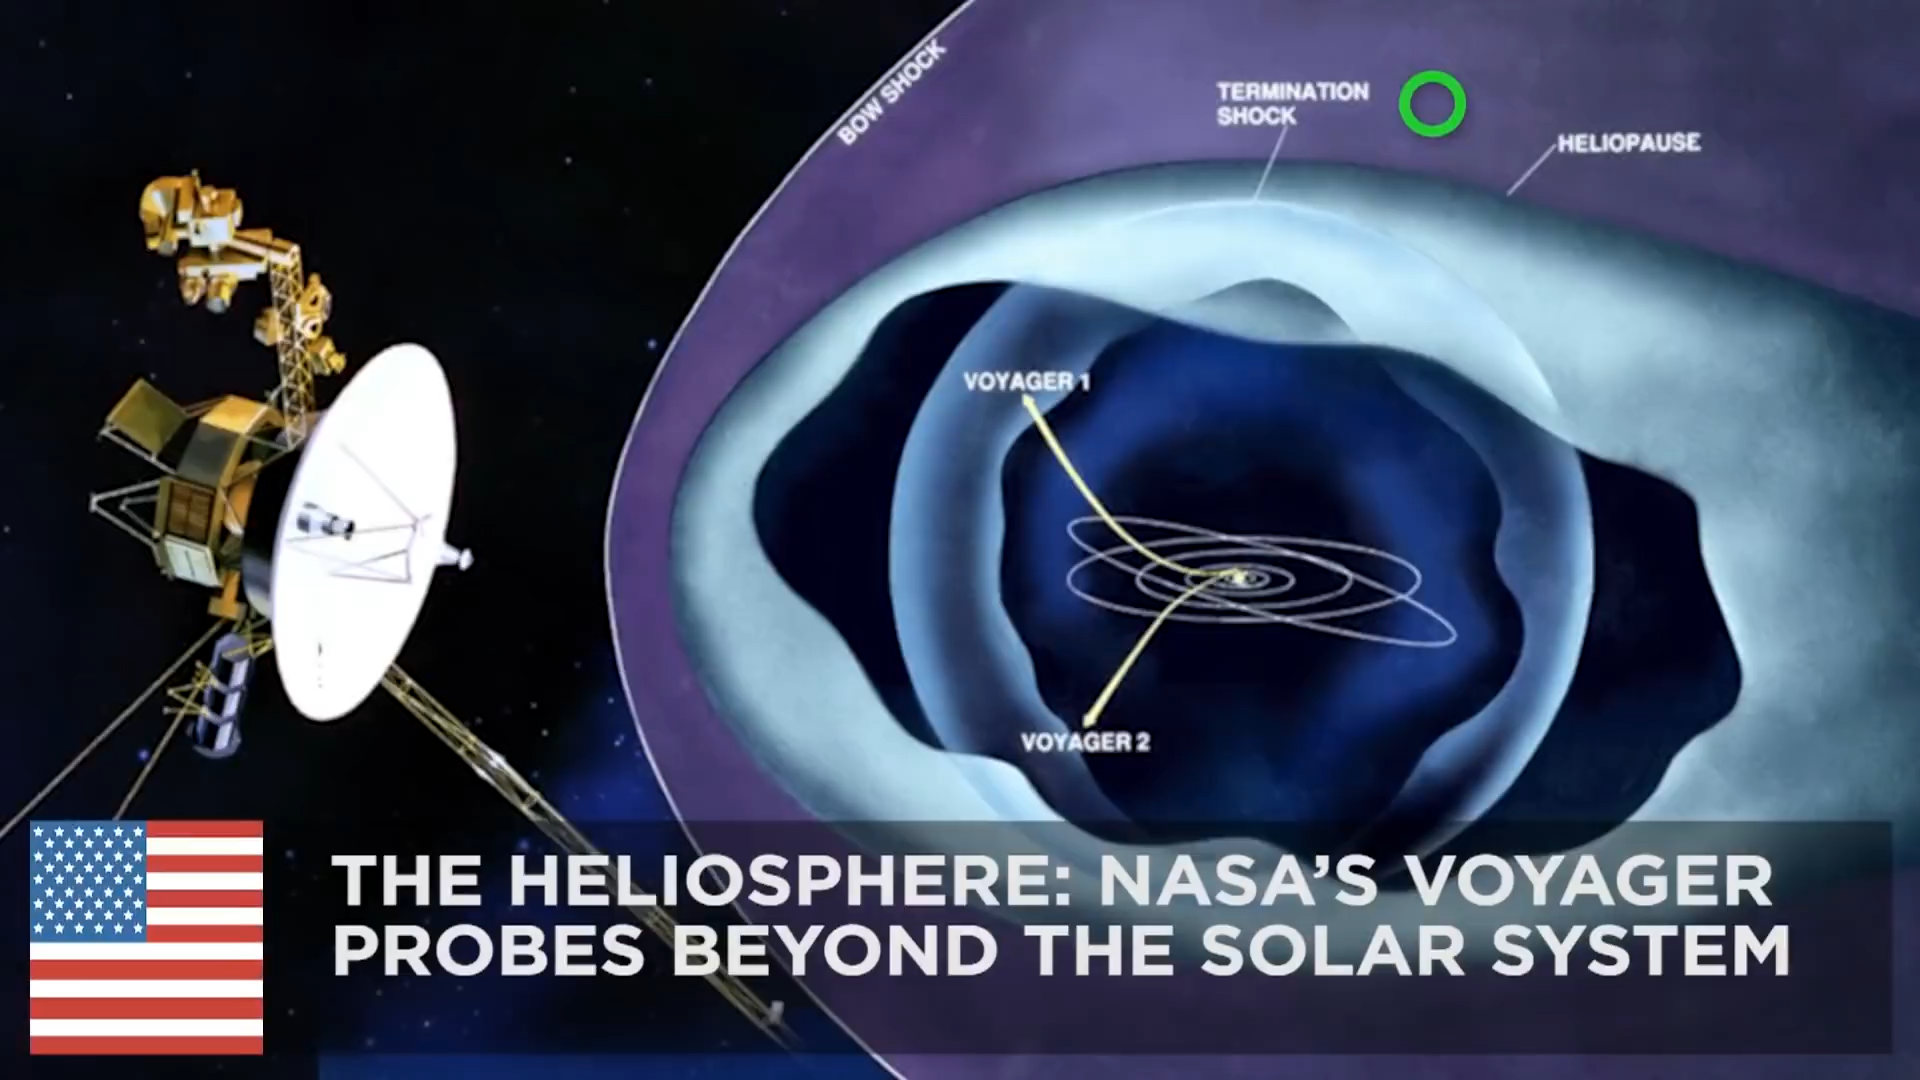 BOW SHOCK
TERMINATION
SHOCK
HELIOPAUSE
VOYAGER 1
VOYAGER 2
THE HELIOSPHERE: NASA’S VOYAGER
PROBES BEYOND THE SOLAR SYSTEM